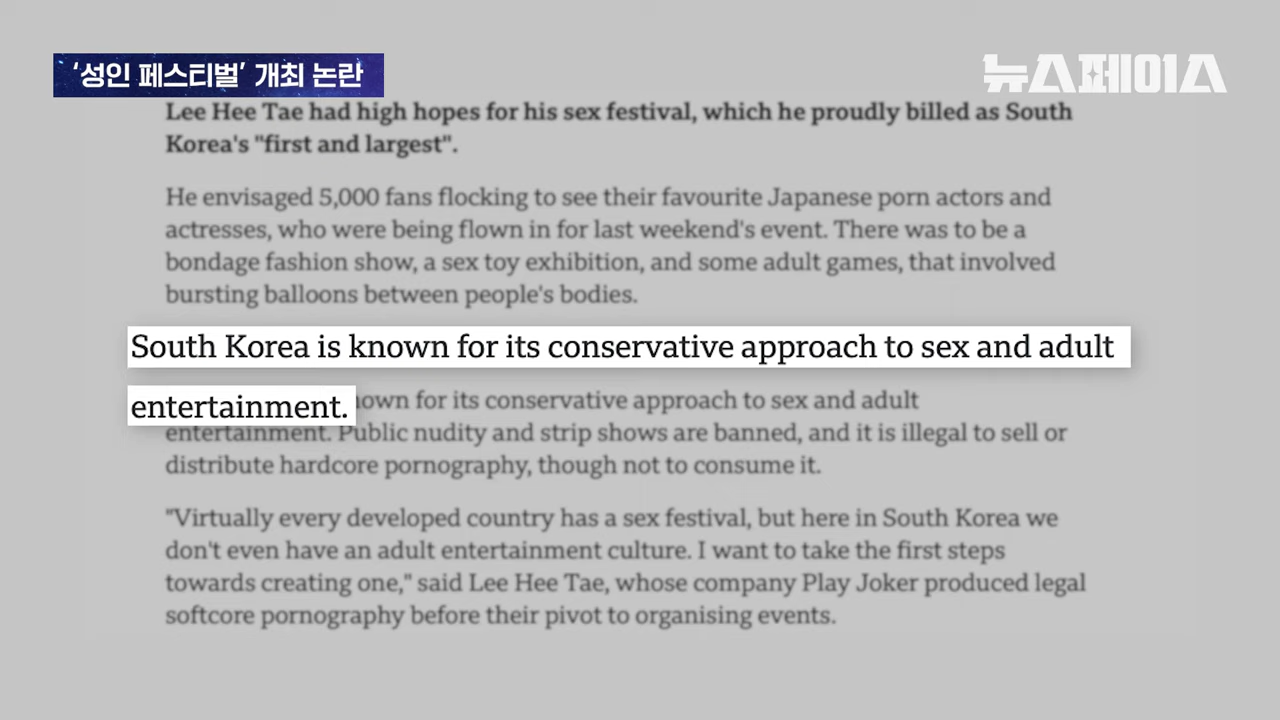 ‘성인 페스티벌’ 개최 논란
뉴스페이스
Lee Hee Tae had high hopes for his sex festival, which he proudly billed as South
Korea's "first and largest".
He envisaged 5,000 fans flocking to see their favourite Japanese porn actors and
actresses, who were being flown in for last weekend's event. There was to be a
bondage fashion show, a sex toy exhibition, and some adult games, that involved
bursting balloons between people's bodies.
South Korea is known for its conservative approach to sex and adult
entertainment.
own for its conservative approach to sex and adult
entertainment. Public nudity and strip shows are banned, and it is illegal to sell or
distribute hardcore pornography, though not to consume it.
"Virtually every developed country has a sex festival, but here in South Korea we
don't even have an adult entertainment culture. I want to take the first steps
towards creating one," said Lee Hee Tae, whose company Play Joker produced legal
softcore pornography before their pivot to organising events.